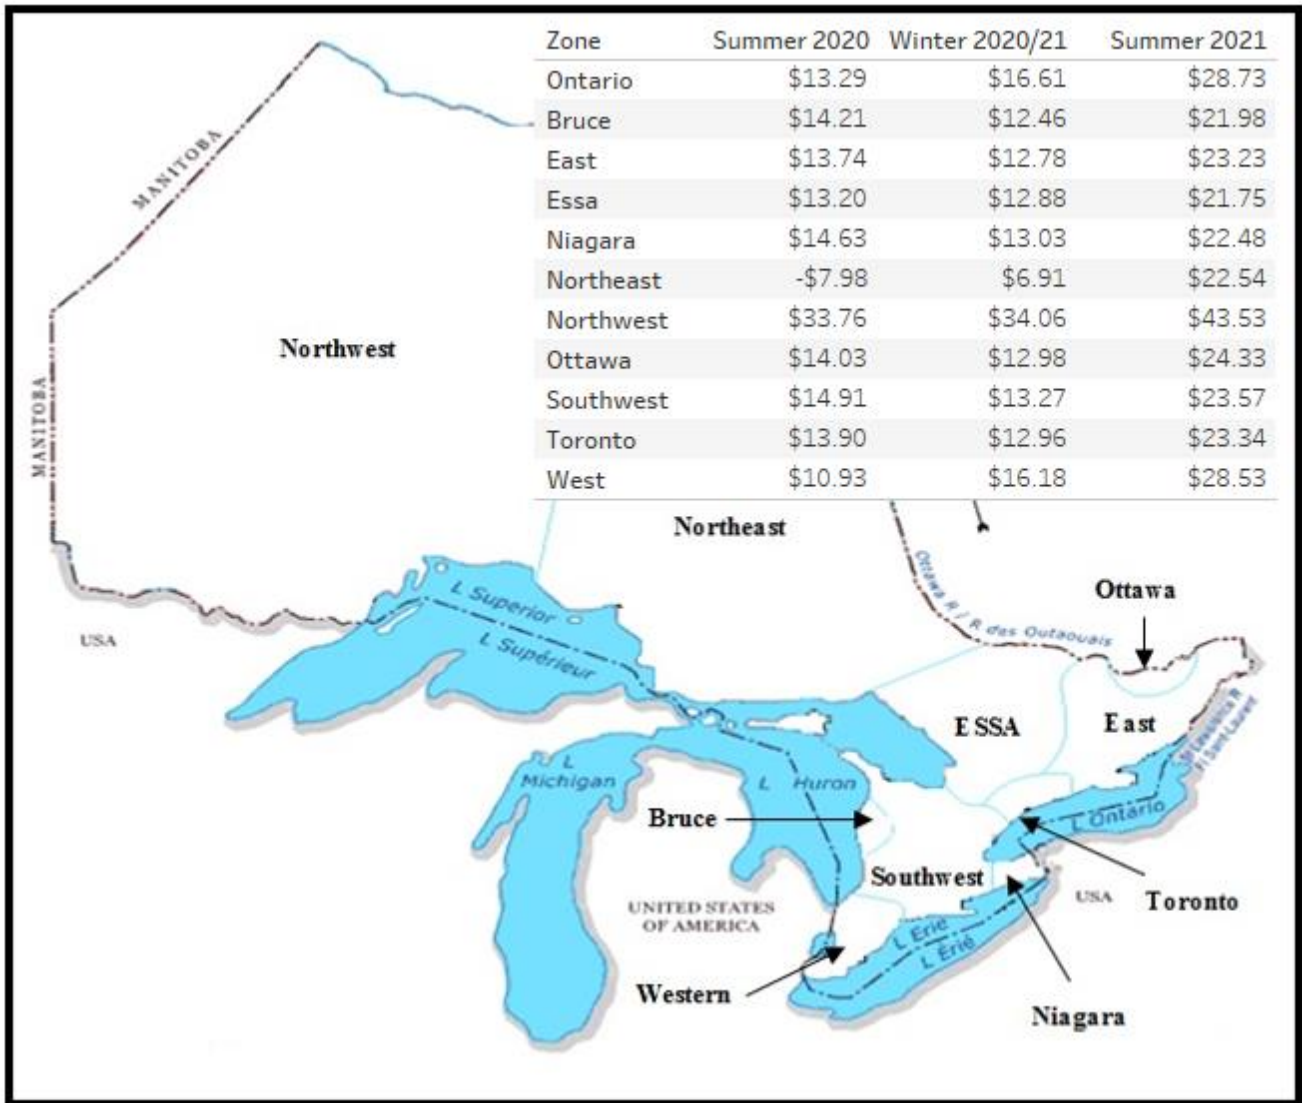 Zone Summer 2020 Winter 2020/21 Summer 2021
Ontario $13.29 $16.61 $28.73
Bruce $14.21 $12.46 $21.98
East $13.74 $12.78 $23.23
Essa $13.20 $12.88 $21.75
Niagara $14.63 $13.03 $22.48
Northeast -$7.98 $6.91 $22.54
Northwest $33.76 $34.06 $43.53
Ottawa $14.03 $12.98 $24.33
Southwest $14.91 $13.27 $23.57
Toronto $13.90 $12.96 $23.34
West $10.93 $16.18 $28.53
MANITOBA
Northwest
MANITOBA
Northeast
Ottawa R / R des Outaouais
Ottawa
L Superior
L Supérieur
USA
ESSA
East
St Lawrence R
R Saint-Laurent
L
Michigan
L Huron
Bruce
L Ontario
Southwest
USA
Toronto
UNITED STATES
OF AMERICA
L Erie
L Érié
Western
Niagara